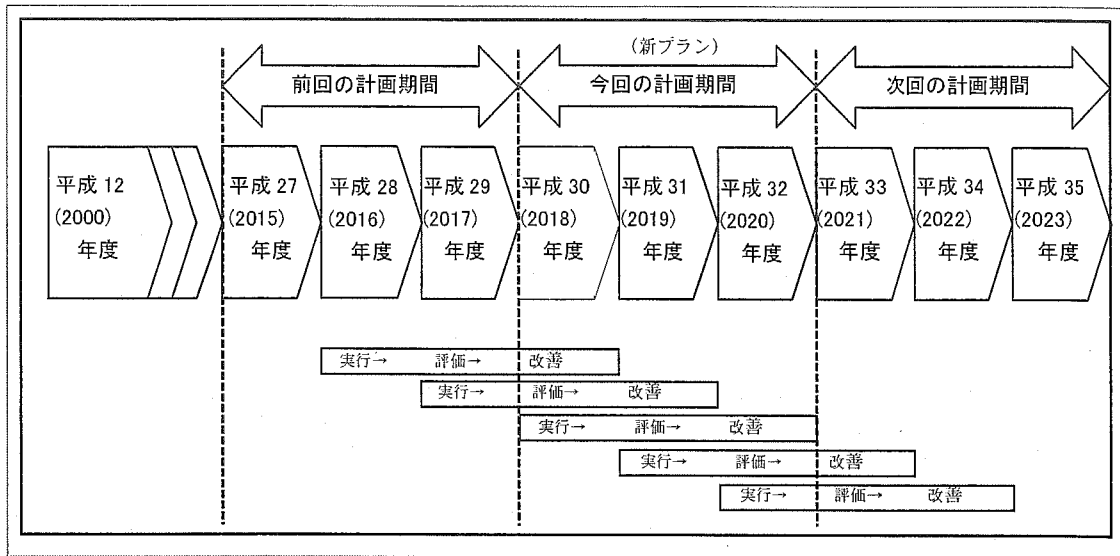 (新プラン)
前回の計画期間
今回の計画期間
次回の計画期間
平成 12
(2000)
年度
平成 27
(2015)
年度
平成 28
(2016)
年度
平成 29
(2017)
年度
平成 30
(2018)
年度
平成 31
(2019)
年度
平成 32
(2020)
年度
平成 33
(2021)
年度
平成 34
(2022)
年度
平成 35
(2023)
年度
実行→ 評価→ 改善
実行→ 評価→ 改善
実行→ 評価→ 改善
実行→ 評価→ 改善
実行→ 評価→ 改善